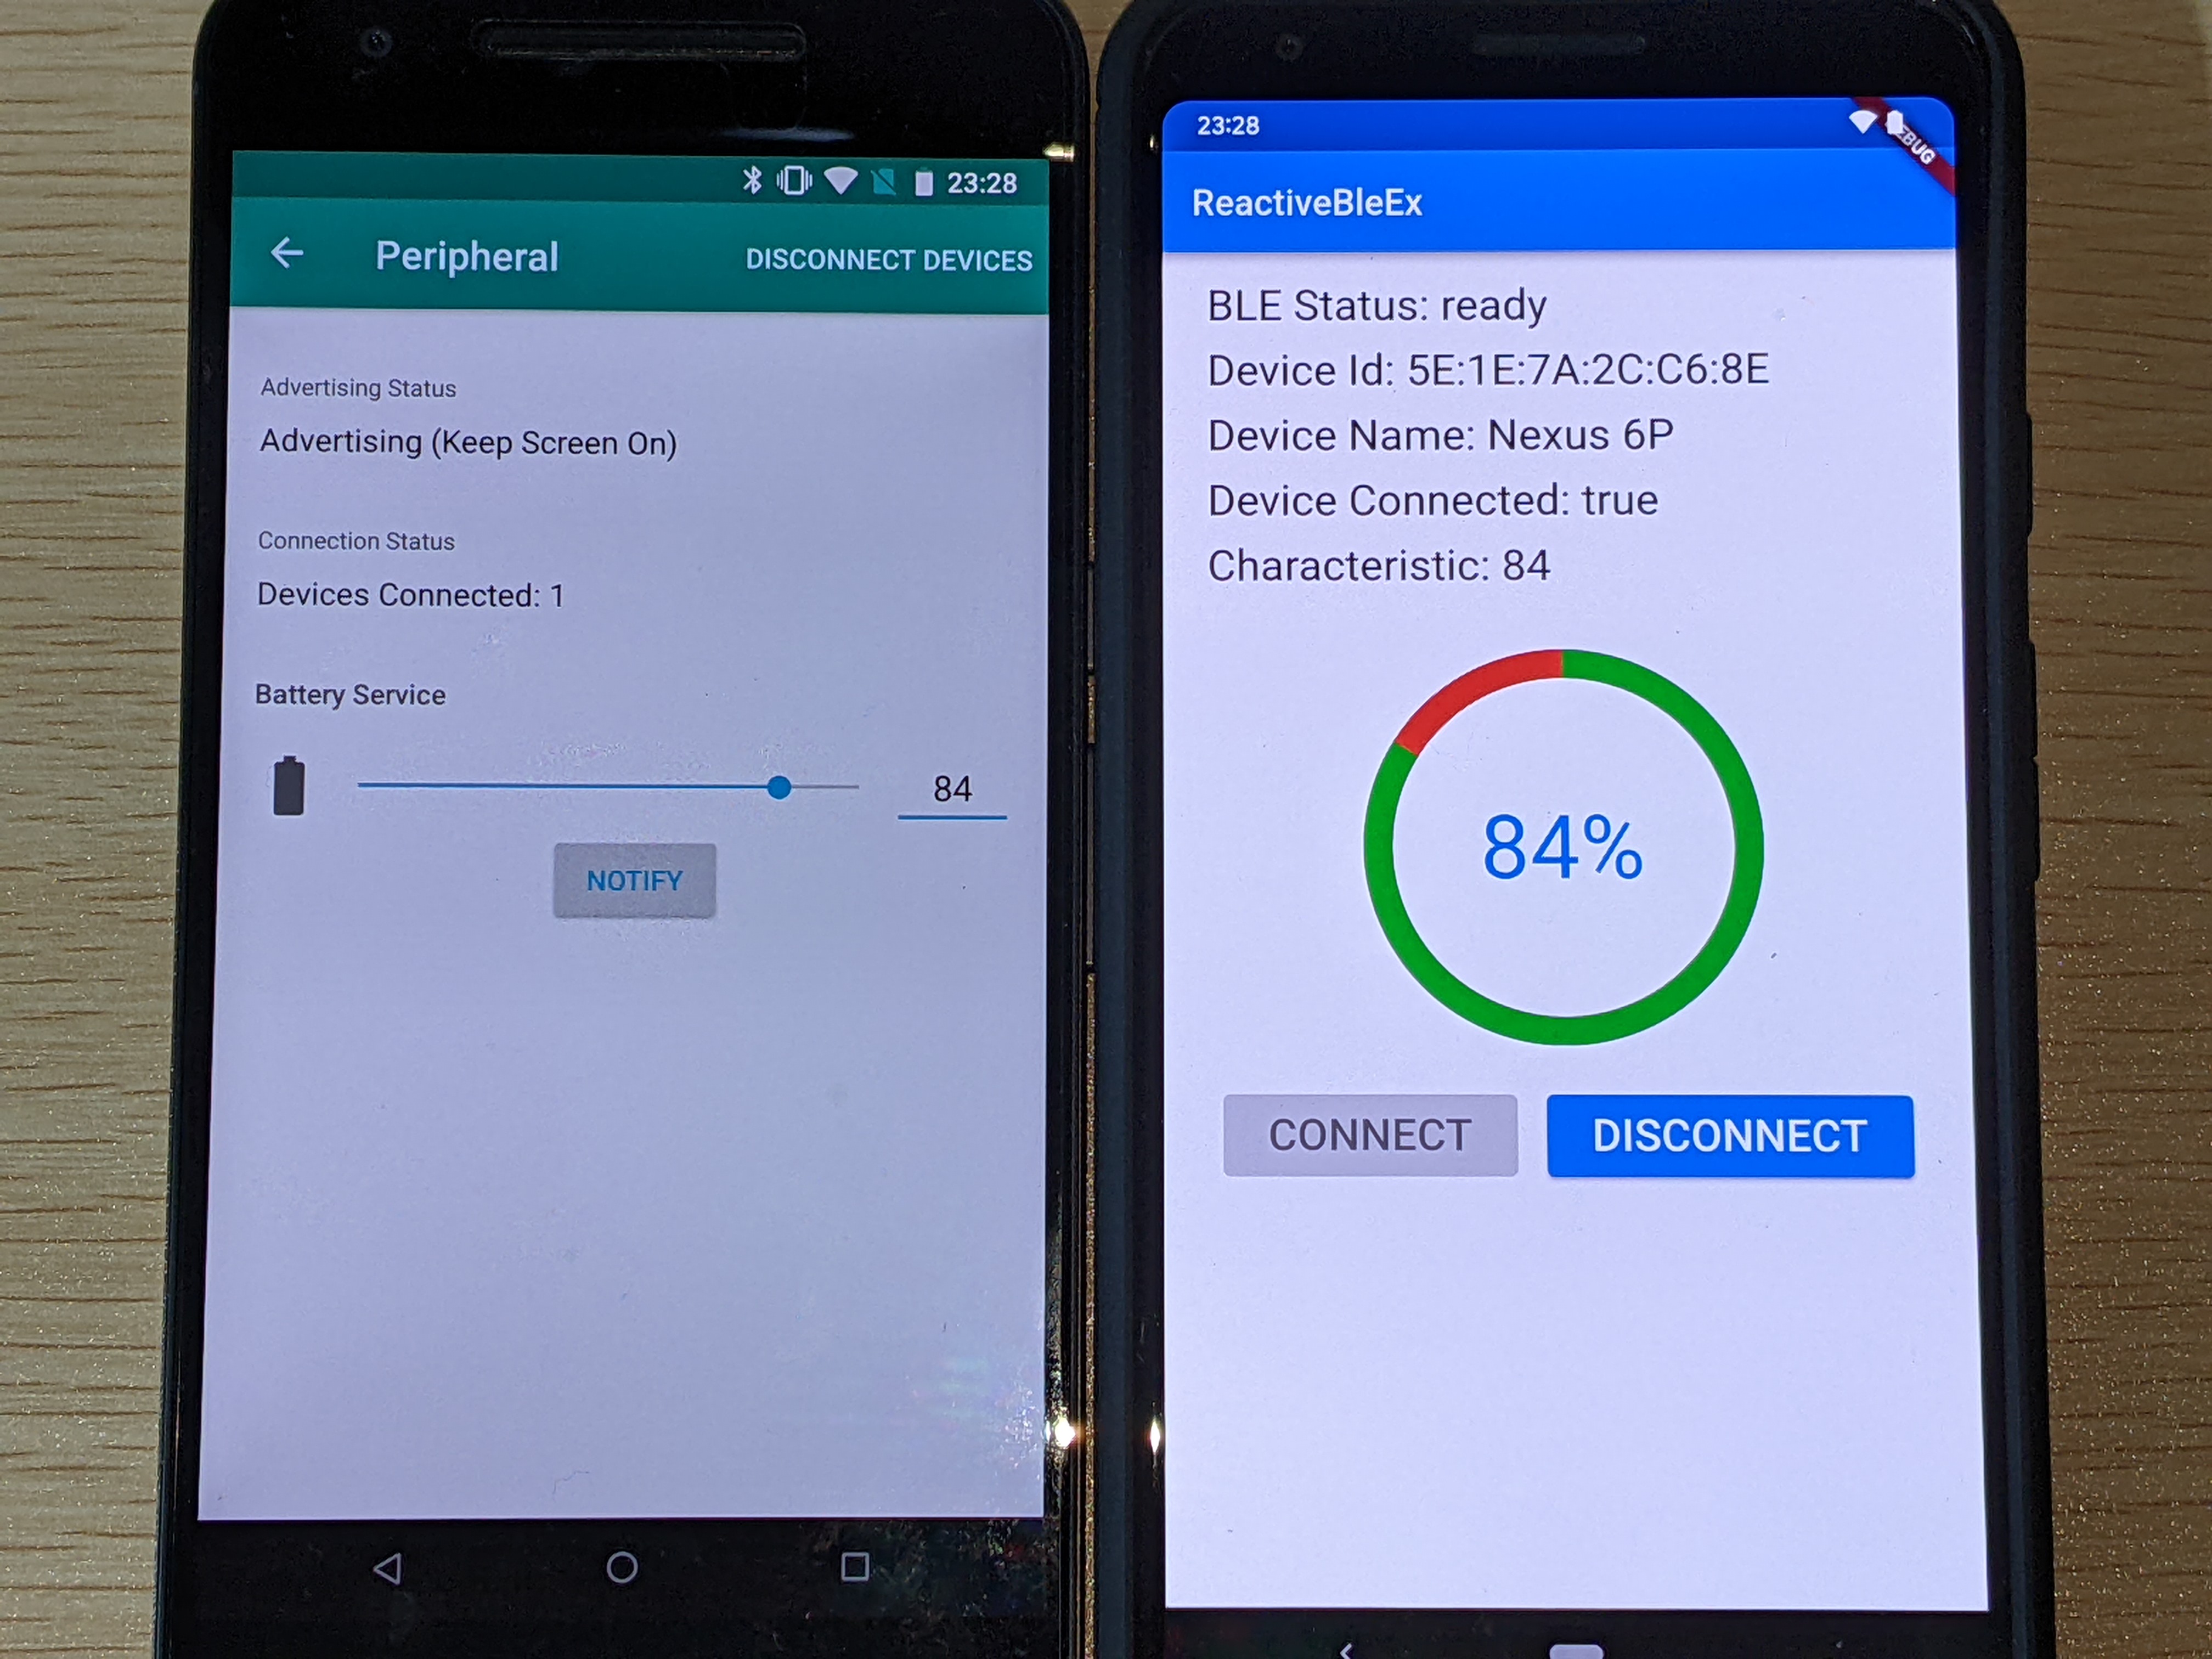 23:28
Peripheral
DISCONNECT DEVICES
Advertising Status
Advertising (Keep Screen On)
Connection Status
Devices Connected: 1
Battery Service
84
NOTIFY
23:28
ReactiveBleEx
BLE Status: ready
Device Id: 5E:1E:7A:2C:C6:8E
Device Name: Nexus 6P
Device Connected: true
Characteristic: 84
84%
CONNECT
DISCONNECT